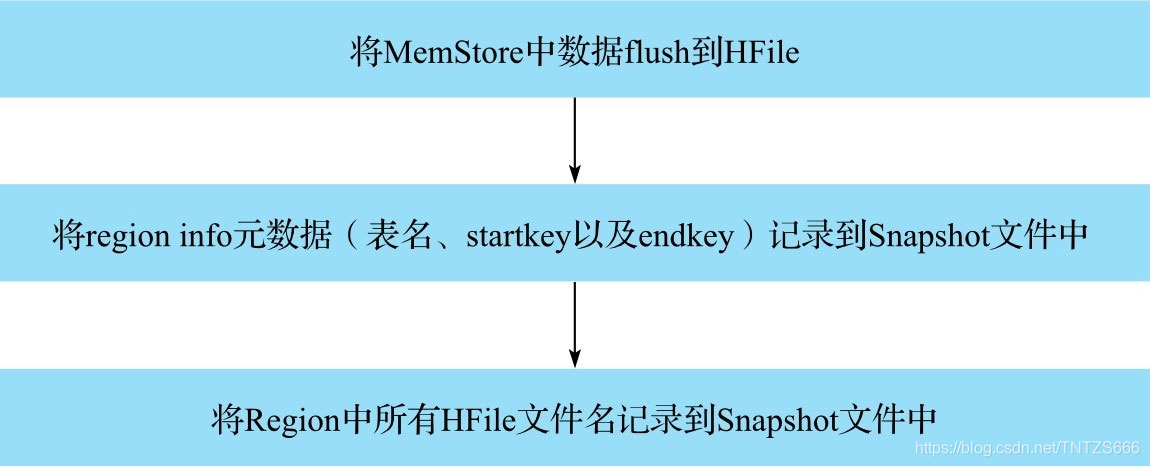 将MemStore中数据flush到HFile
将region info元数据（表名、startkey以及endkey）记录到Snapshot文件中
将Region中所有HFile文件名记录到Snapshot文件中
https://blog.csdn.net/TNTZS666